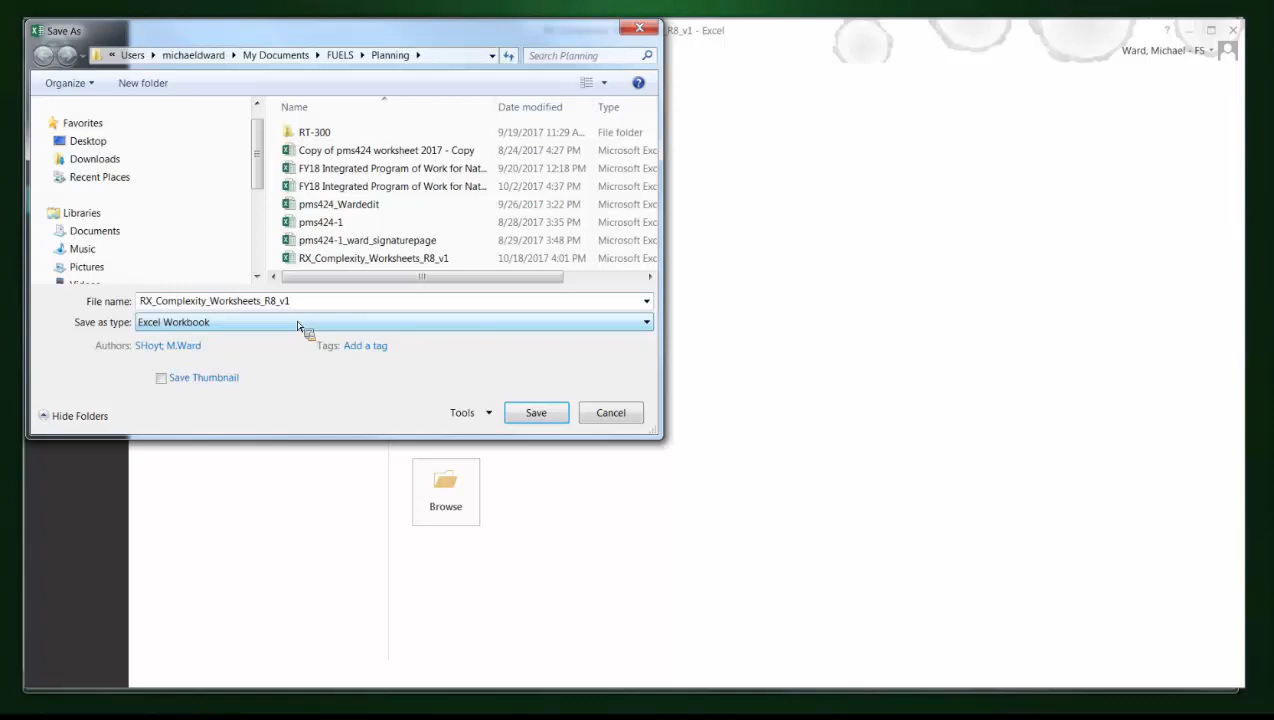 Save As
R8_v1 - Excel
?
« Users michaeldward My Documents FUELS Planning
Search Planning
Ward, Michael - FS
Organize
New folder
?
Name Date modified Type
Favorites
Desktop
Downloads
Recent Places
Libraries
Documents
Music
Pictures
RT-300 9/19/2017 11:29 A... File folder
Copy of pms424 worksheet 2017 - Copy 8/24/2017 4:27 PM Microsoft Exc
FY18 Integrated Program of Work for Nat... 9/20/2017 12:18 PM Microsoft Exc
FY18 Integrated Program of Work for Nat... 10/2/2017 4:37 PM Microsoft Exc
pms424_Wardedit 9/26/2017 3:22 PM Microsoft Exc
pms424-1 8/28/2017 3:35 PM Microsoft Exc
pms424-1_ward_signaturepage 8/29/2017 3:48 PM Microsoft Exc
RX_Complexity_Worksheets_R8_v1 10/18/2017 4:01 PM Microsoft Exc
File name: RX_Complexity_Worksheets_R8_v1
Save as type: Excel Workbook
Authors: SHoyt; M.Ward Tags: Add a tag
Save Thumbnail
Hide Folders
Tools
Save
Cancel
Browse